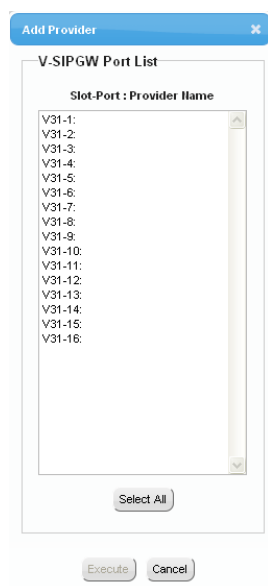 Add Provider
V-SIPGW Port List
Slot-Port : Provider Name
V31-1:
V31-2:
V31-3:
V31-4:
V31-5:
V31-6:
V31-7:
V31-8:
V31-9:
V31-10:
V31-11:
V31-12:
V31-13:
V31-14:
V31-15:
V31-16:
Select All
Execute Cancel